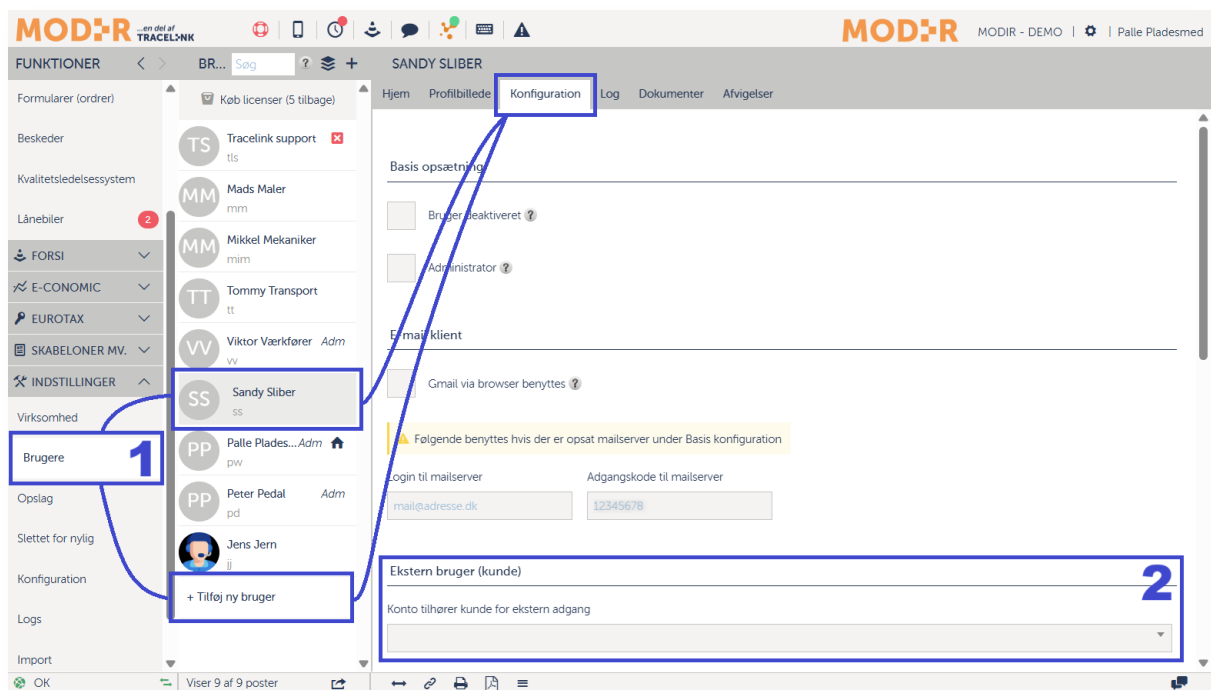 MODIR ...en del af TRACELINK
MODIR MODIR - DEMO | Palle Pladesmed
FUNKTIONER
BR... Søg ? +
SANDY SLIBER
Hjem Profilbillede Konfiguration Log Dokumenter Afvigelser
Formularer (ordrer)
Beskeder
Kvalitetsledelsessystem
Lånebiler 2
FORSI
E-CONOMIC
EUROTAX
SKABELONER MV.
INDSTILLINGER
Virksomhed
Brugere 1
Opslag
Slettet for nylig
Konfiguration
Logs
Import
Køb licenser (5 tilbage)
TS Tracelink support
tls
MM Mads Maler
mm
MM Mikkel Mekaniker
mim
TT Tommy Transport
tt
VV Viktor Værkfører Adm
vv
SS Sandy Sliber
ss
PP Palle Plades... Adm
pw
PP Peter Pedal Adm
pd
Jens Jern
jj
+ Tilføj ny bruger
Basis opsætning
Bruger deaktiveret ?
Administrator ?
E-mail klient
Gmail via browser benyttes ?
Følgende benyttes hvis der er opsat mailserver under Basis konfiguration
Login til mailserver Adgangskode til mailserver
mail@adresse.dk 12345678
Ekstern bruger (kunde) 2
Konto tilhører kunde for ekstern adgang
OK Viser 9 af 9 poster